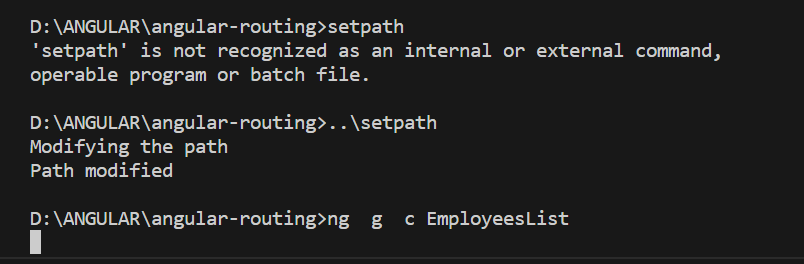 D:\ANGULAR\angular-routing>setpath
'setpath' is not recognized as an internal or external command,
operable program or batch file.
D:\ANGULAR\angular-routing>..\setpath
Modifying the path
Path modified
D:\ANGULAR\angular-routing>ng  g  c EmployeesList